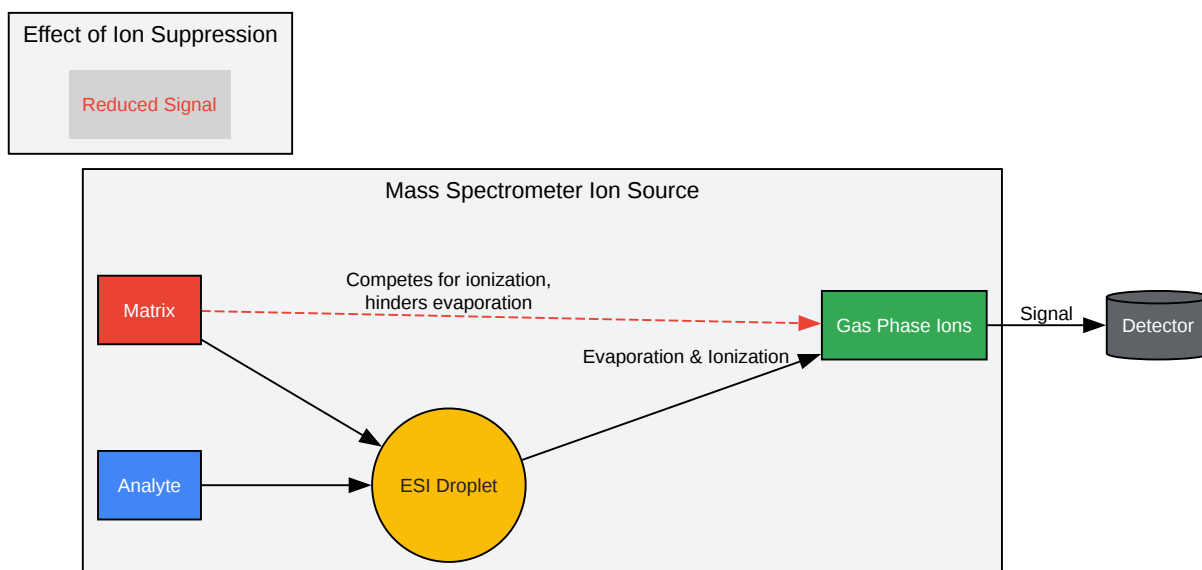 Effect of Ion Suppression
Reduced Signal
Mass Spectrometer Ion Source
Competes for ionization,
hinders evaporation
Matrix
Gas Phase Ions
Signal
Detector
Evaporation & Ionization
Analyte
ESI Droplet